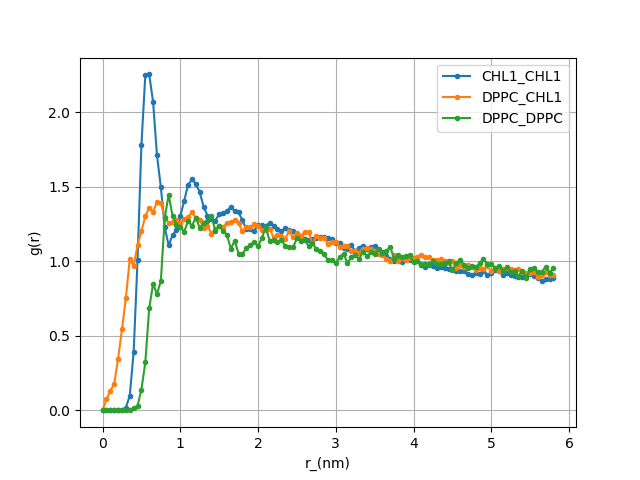 CHL1_CHL1
DPPC_CHL1
DPPC_DPPC
2.0
1.5
1.0
0.5
0.0
g(r)
0 1 2 3 4 5 6
r_(nm)